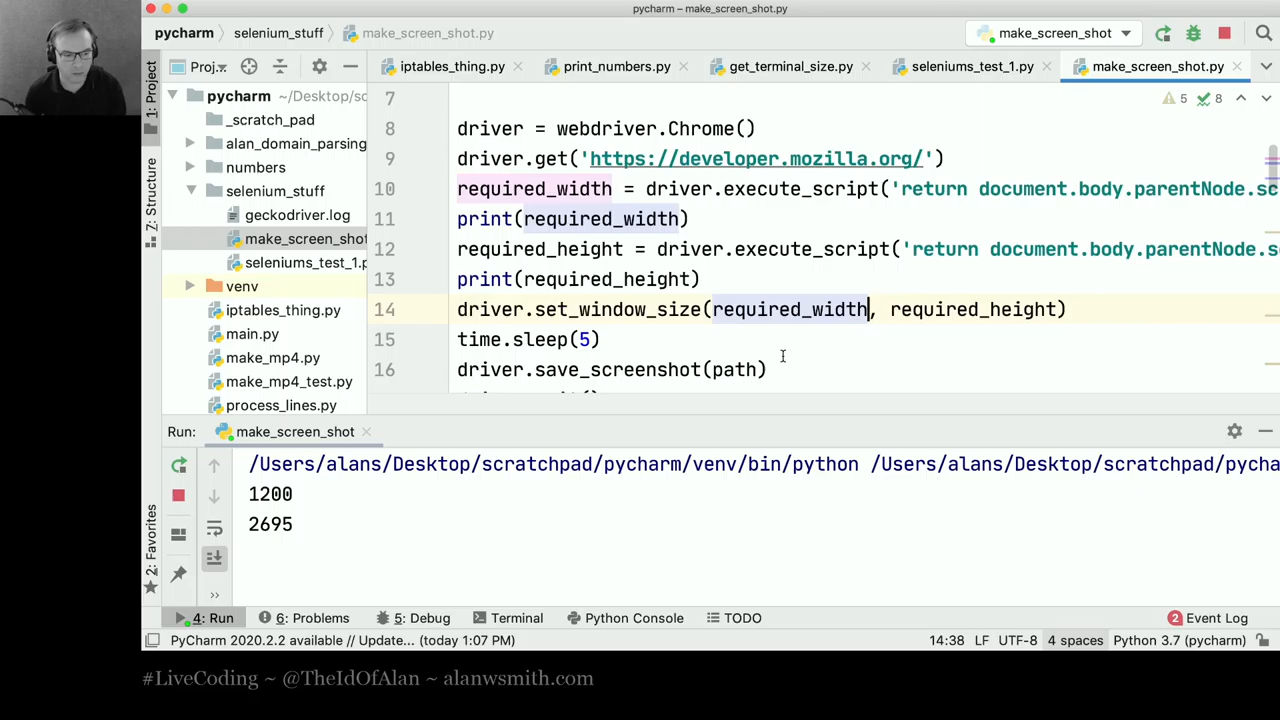 pycharm – make_screen_shot.py
pycharm selenium_stuff make_screen_shot.py make_screen_shot
1: Project
Z: Structure
2: Favorites
Proj.
iptables_thing.py print_numbers.py get_terminal_size.py seleniums_test_1.py make_screen_shot.py
pycharm ~/Desktop/sc
_scratch_pad
alan_domain_parsing
numbers
selenium_stuff
geckodriver.log
make_screen_shot
seleniums_test_1.p
venv
iptables_thing.py
main.py
make_mp4.py
make_mp4_test.py
process_lines.py
5 8
7
8 driver = webdriver.Chrome()
9 driver.get('https://developer.mozilla.org/')
10 required_width = driver.execute_script('return document.body.parentNode.sc
11 print(required_width)
12 required_height = driver.execute_script('return document.body.parentNode.sc
13 print(required_height)
14 driver.set_window_size(required_width, required_height)
15 time.sleep(5)
16 driver.save_screenshot(path)
Run: make_screen_shot
/Users/alans/Desktop/scratchpad/pycharm/venv/bin/python /Users/alans/Desktop/scratchpad/pycha
1200
2695
4: Run 6: Problems 5: Debug Terminal Python Console TODO 2 Event Log
PyCharm 2020.2.2 available // Update... (today 1:07 PM) 14:38 LF UTF-8 4 spaces Python 3.7 (pycharm)
#LiveCoding ~ @TheIdOfAlan ~ alanwsmith.com